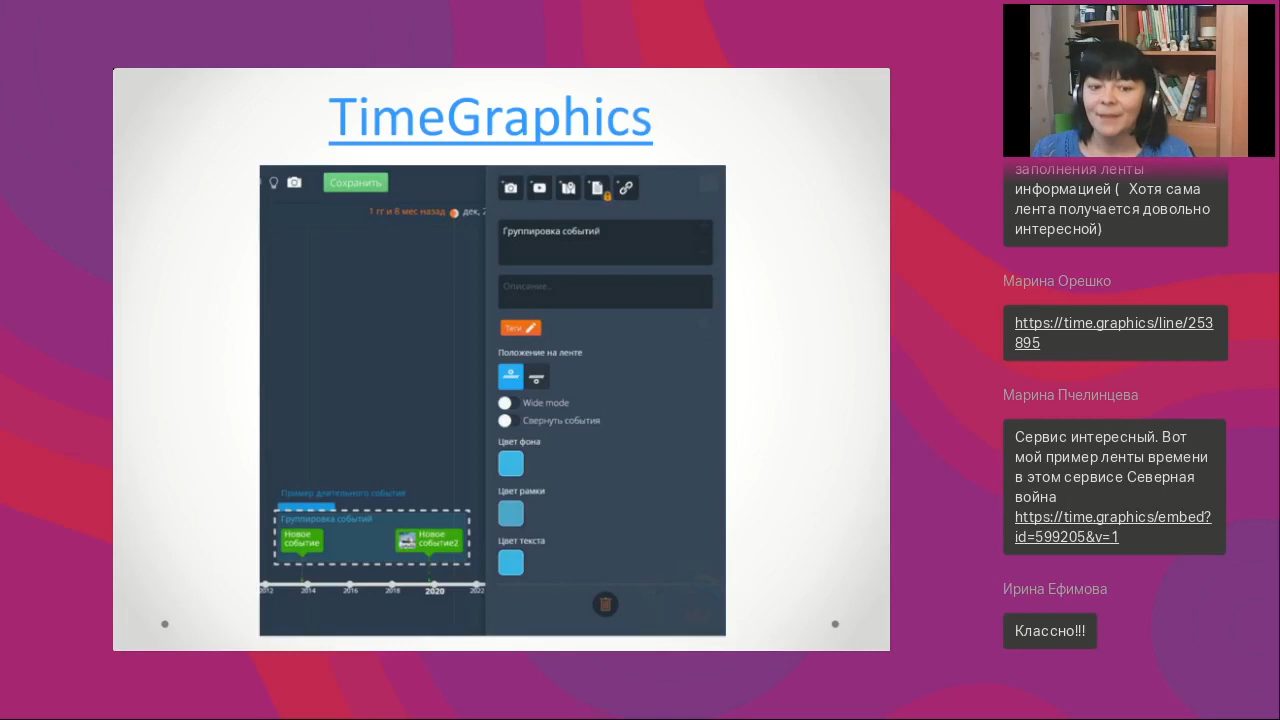 TimeGraphics
Сохранить
1 гг и 8 мес назад
дек, 2
Группировка событий
Описание..
Теги
Положение на ленте
Wide mode
Свернуть события
Цвет фона
Цвет рамки
Цвет текста
Пример длительного события
Группировка событий
Новое
событие
Новое
событие2
2012 2014 2016 2018 2020 2022
заполнения ленты
информацией ( Хотя сама
лента получается довольно
интересной)
Марина Орешко
https://time.graphics/line/253
895
Марина Пчелинцева
Сервис интересный. Вот
мой пример ленты времени
в этом сервисе Северная
война
https://time.graphics/embed?
id=599205&v=1
Ирина Ефимова
Классно!!!